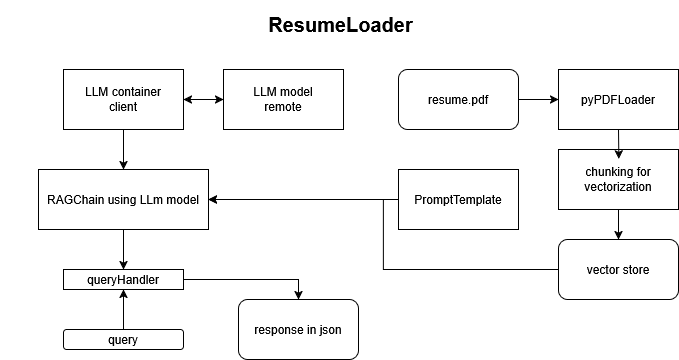 ResumeLoader
LLM container
client
LLM model
remote
resume.pdf
pyPDFLoader
chunking for
vectorization
RAGChain using LLm model
PromptTemplate
vector store
queryHandler
response in json
query